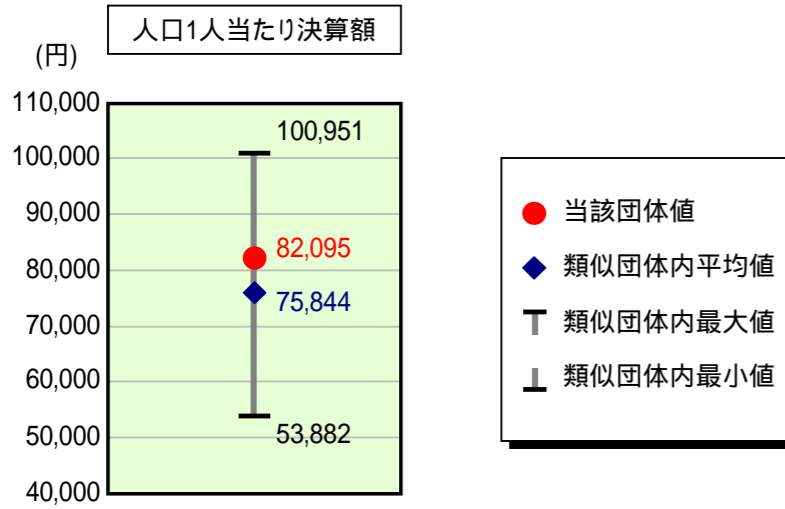 人口1人当たり決算額
(円)
110,000
100,000
90,000
80,000
70,000
60,000
50,000
40,000
100,951
82,095
75,844
53,882
当該団体値
類似団体内平均値
類似団体内最大値
類似団体内最小値